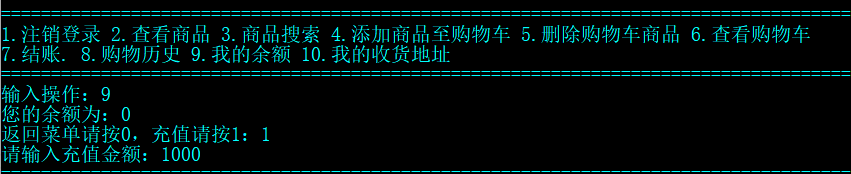 1.注销登录 2.查看商品 3.商品搜索 4.添加商品至购物车 5.删除购物车商品 6.查看购物车
7.结账. 8.购物历史 9.我的余额 10.我的收货地址
输入操作：9
您的余额为：0
返回菜单请按0，充值请按1：1
请输入充值金额：1000